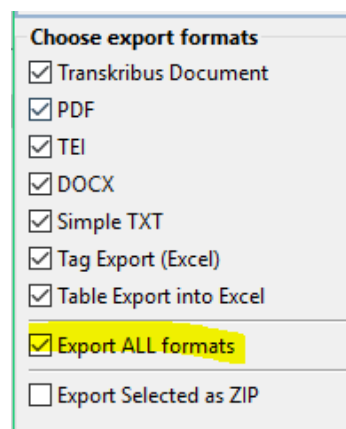 Choose export formats
Transkribus Document
PDF
TEI
DOCX
Simple TXT
Tag Export (Excel)
Table Export into Excel
Export ALL formats
Export Selected as ZIP